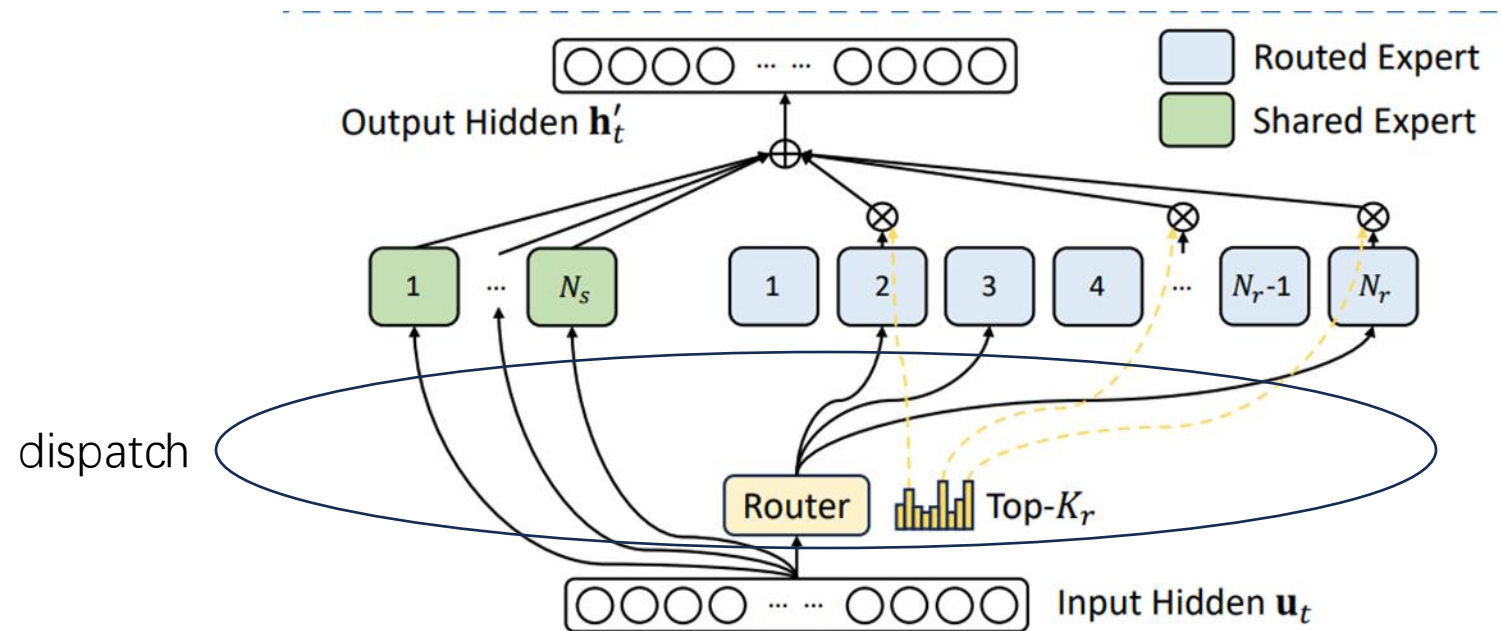 ··· ···
Routed Expert
Output Hidden h′ₜ
Shared Expert
1 ··· Nₛ 1 2 3 4 ··· Nᵣ-1 Nᵣ
dispatch
Router Top-Kᵣ
··· ···
Input Hidden uₜ